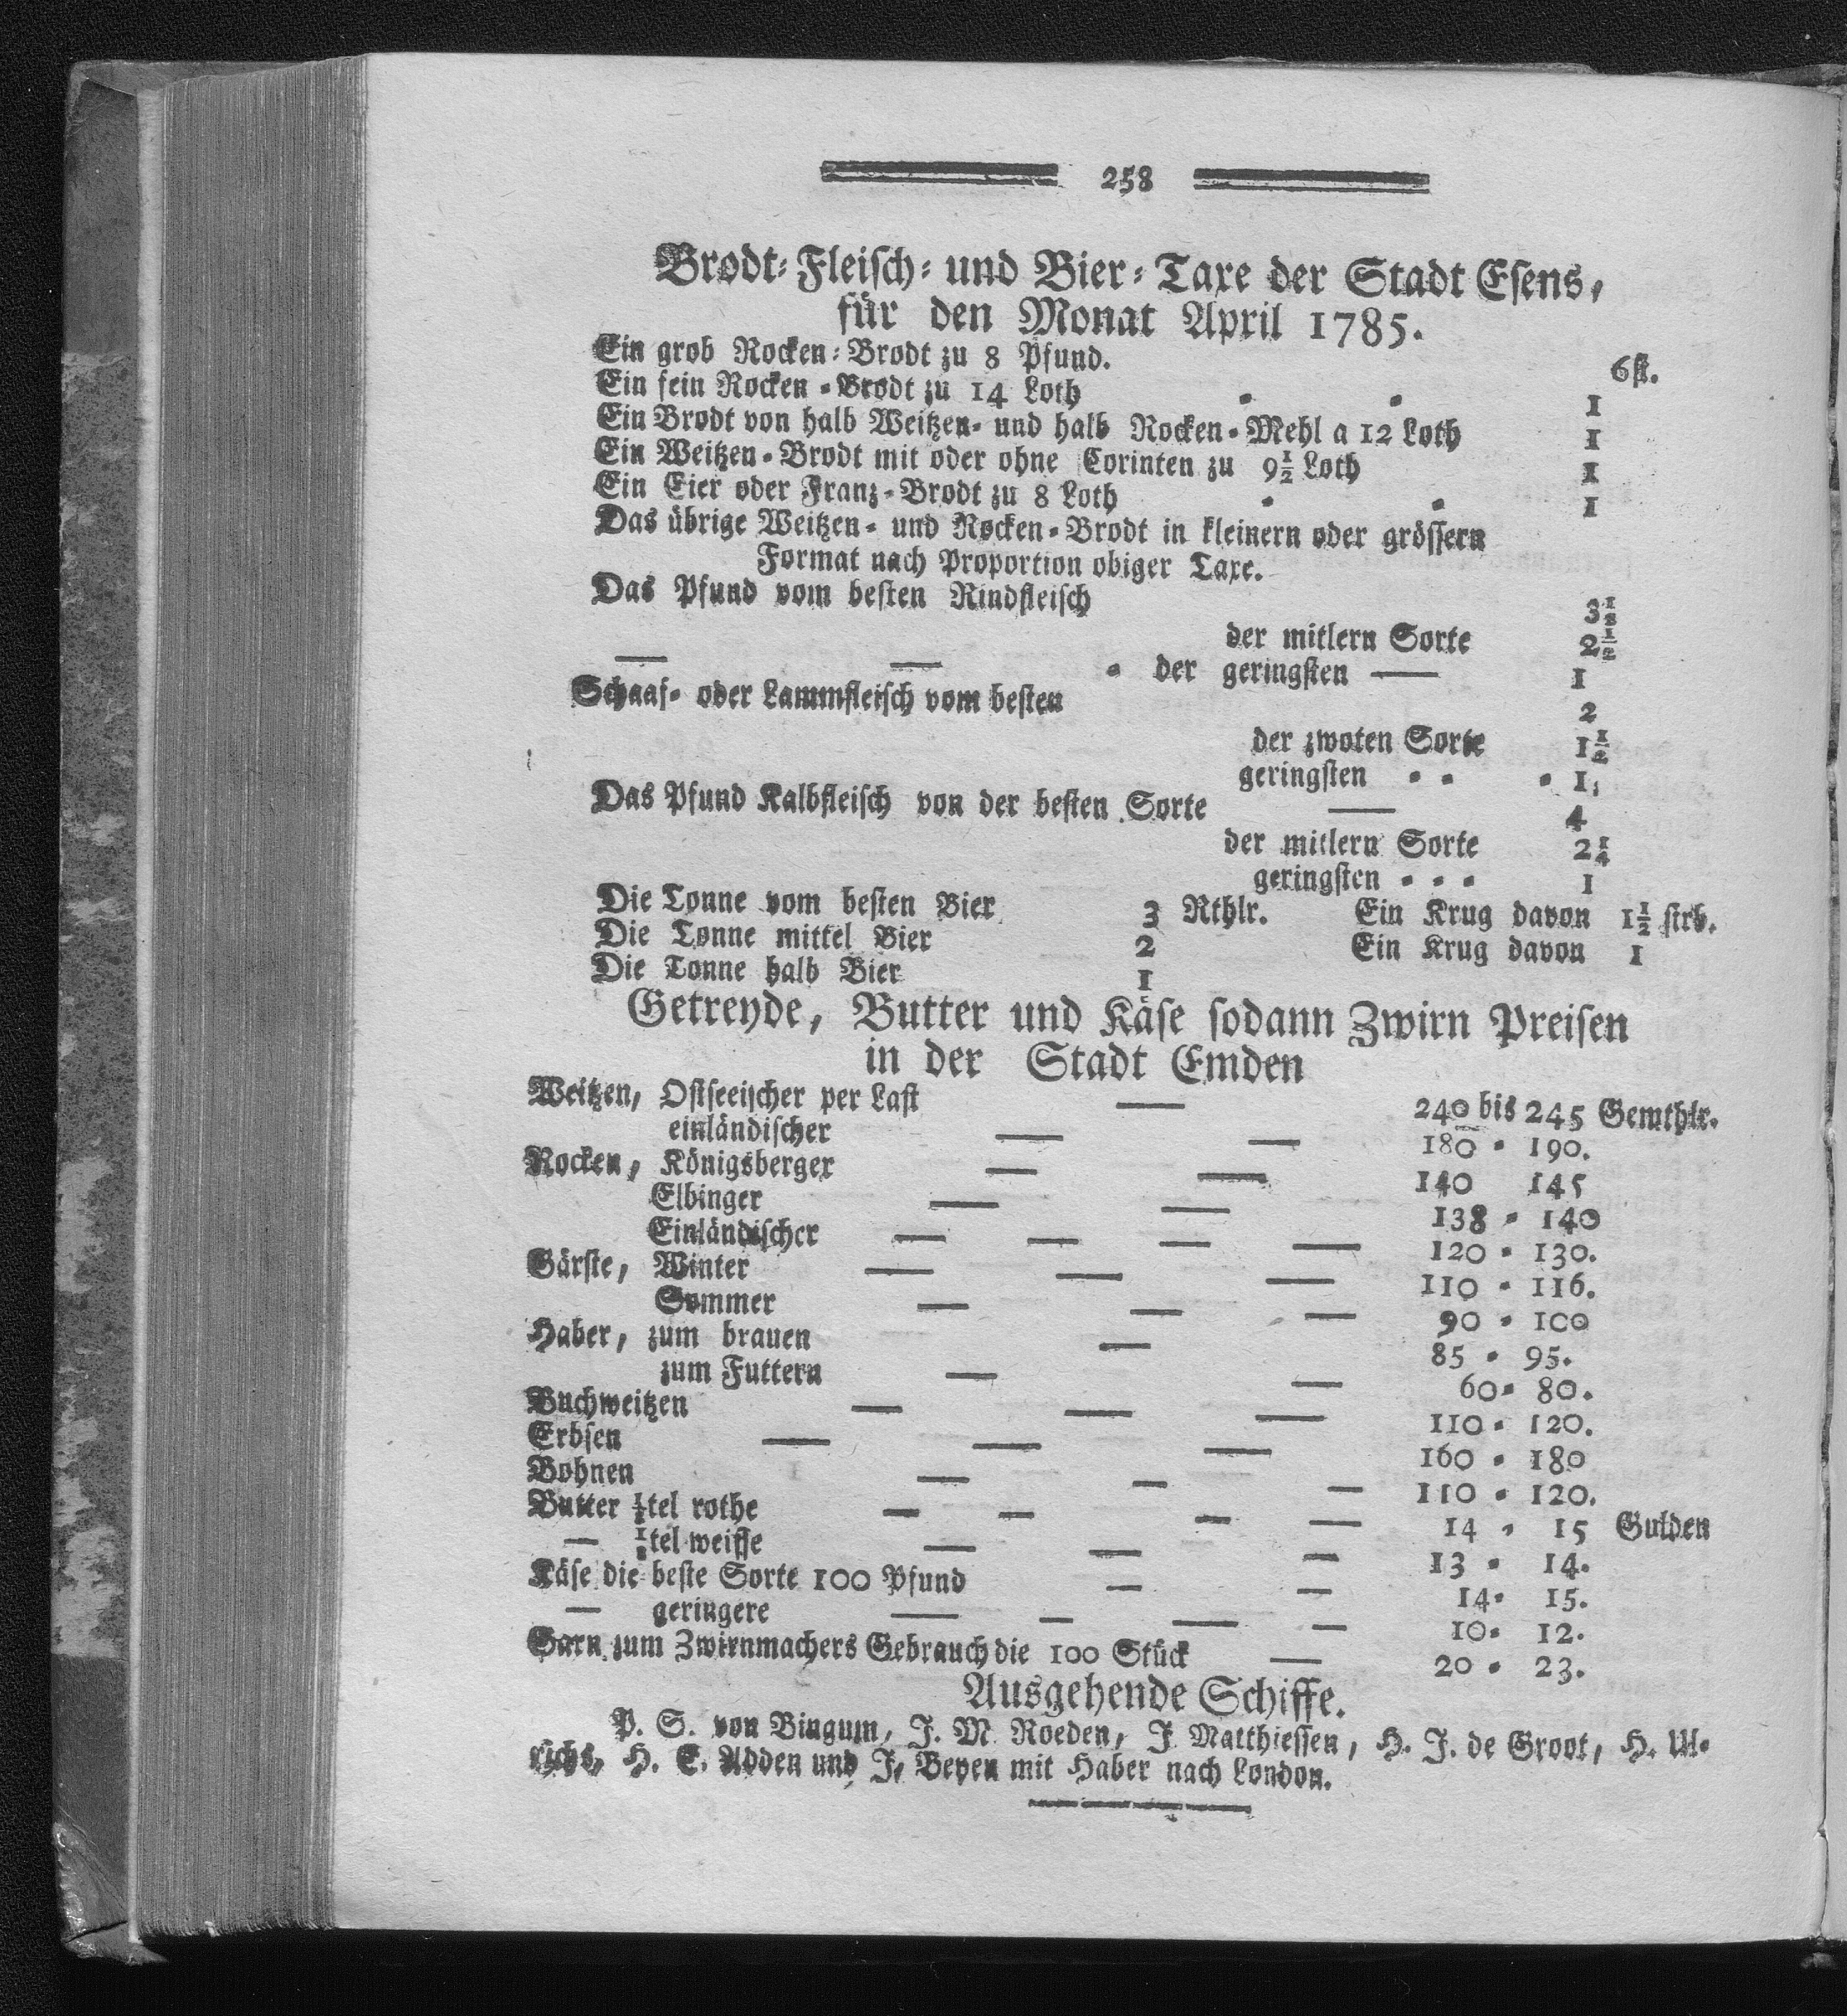 258
Brodt- Fleisch- und Bier- Taxe der Stadt Esens,
für den Monat April 1785.
Ein grob Rocken-Brodt zu 8 Pfund. 6 st.
Ein fein Rocken-Brodt zu 14 Loth - - 1
Ein Brodt von halb Weitzen- und halb Rocken-Mehl a 12 Loth 1
Ein Weitzen-Brodt mit oder ohne Corinten zu 9½ Loth 1
Ein Eier oder Franz-Brodt zu 8 Loth - - 1
Das übrige Weitzen- und Rocken-Brodt in kleinern oder grössern
Format nach Proportion obiger Taxe.
Das Pfund vom besten Rindfleisch 3½
der mitlern Sorte 2½
— — - der geringsten — 1
Schaaf- oder Lammfleisch vom besten 2
der zwoten Sorte 1½
geringsten - - - 1
Das Pfund Kalbfleisch von der besten Sorte — 4
der mitlern Sorte 2¼
geringsten - - - 1
Die Tonne vom besten Bier 3 Rthlr. Ein Krug davon 1½ strb.
Die Tonne mittel Bier 2 Ein Krug davon 1
Die Tonne halb Bier 1
Getreyde, Butter und Käse sodann Zwirn Preisen
in der Stadt Emden
Weitzen, Ostseeischer per Last — 240 bis 245 Gemthlr.
einländischer — — 180 - 190.
Rocken, Königsberger — — 140 145
Elbinger — — 138 - 140
Einländischer — — — — 120 - 130.
Gärste, Winter — — — 110 - 116.
Sommer — — — 90 - 100
Haber, zum brauen — 85 - 95.
zum Futtern — — 60- 80.
Buchweitzen — — — 110 - 120.
Erbsen — — — 160 - 180
Bohnen — — — 110 - 120.
Butter tel rothe — — — — 14 - 15 Gulden
— tel weisse — — — 13 - 14.
Käse die beste Sorte 100 Pfund — — 14- 15.
— geringere — — — — 10- 12.
Garn zum Zwirnmachers Gebrauch die 100 Stück — 20 - 23.
Ausgehende Schiffe.
P. S. von Bingum, J. M. Roeden, J Matthiessen, H. J. de Groot, H. Ul-
richs, H. E. Adden und J, Beyen mit Haber nach London.